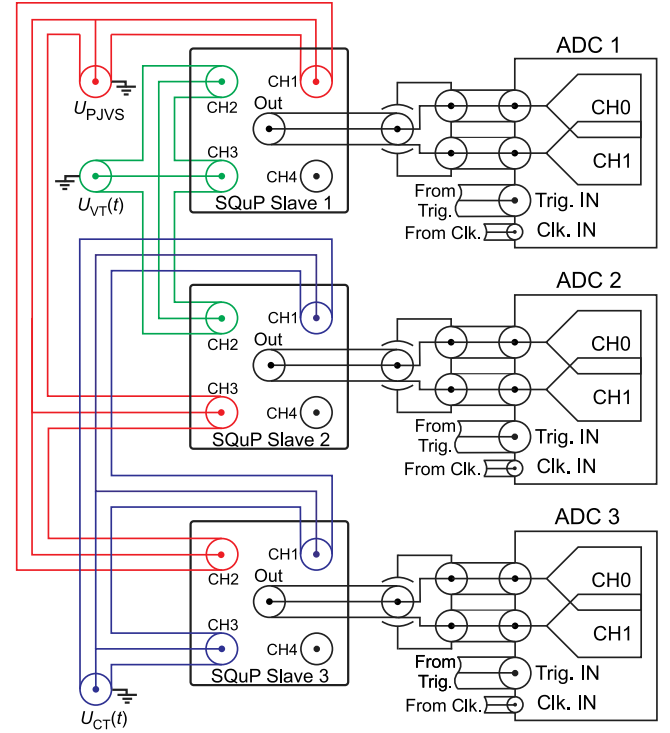 ADC 1
CH1
CH2
Out
CH0
U_PJVS
CH3
CH1
CH4
From
Trig.
Trig. IN
U_VT(t)
SQuP Slave 1
From Clk.
Clk. IN
ADC 2
CH1
CH2
Out
CH0
CH3
CH1
CH4
From
Trig.
Trig. IN
SQuP Slave 2
From Clk.
Clk. IN
ADC 3
CH1
CH2
Out
CH0
CH3
CH1
CH4
From
Trig.
Trig. IN
SQuP Slave 3
From Clk.
Clk. IN
U_CT(t)